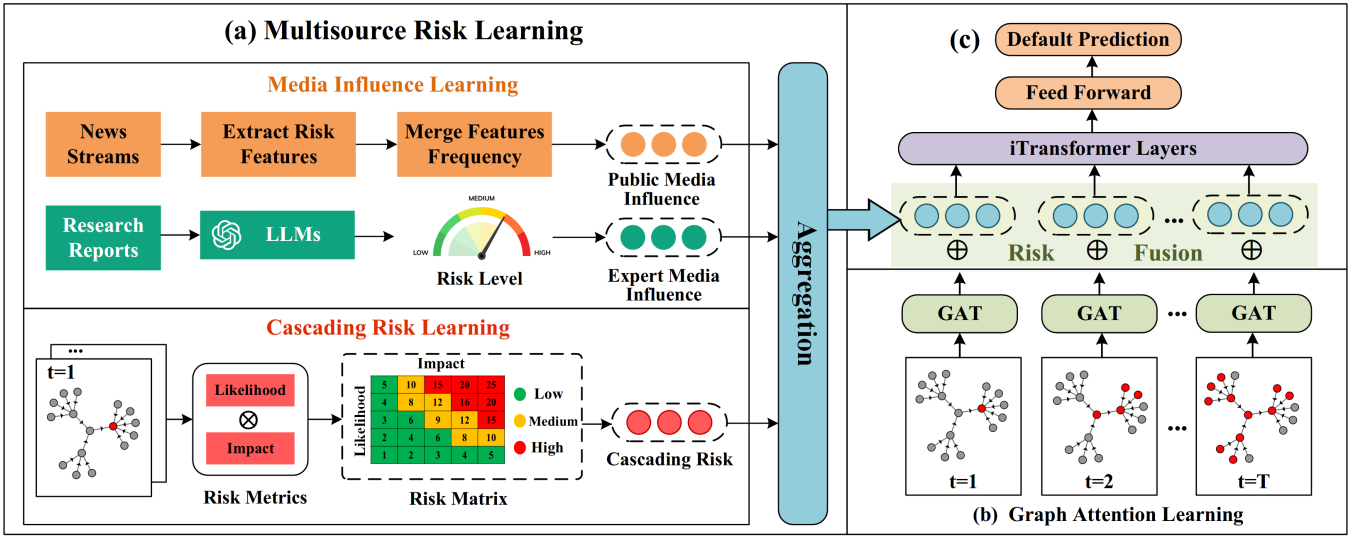 (a) Multisource Risk Learning
Media Influence Learning
News
Streams
Extract Risk
Features
Merge Features
Frequency
Public Media
Influence
Research
Reports
LLMs
LOW
MEDIUM
HIGH
Risk Level
Expert Media
Influence
Cascading Risk Learning
...
t=1
Likelihood
⊗
Impact
Risk Metrics
Impact
Likelihood
5 10 15 20 25
4 8 12 16 20
3 6 9 12 15
2 4 6 8 10
1 2 3 4 5
Low
Medium
High
Risk Matrix
Cascading Risk
Aggregation
(c)
Default Prediction
Feed Forward
iTransformer Layers
...
⊕ Risk ⊕ Fusion ⊕
GAT GAT ... GAT
t=1 t=2 ... t=T
(b) Graph Attention Learning